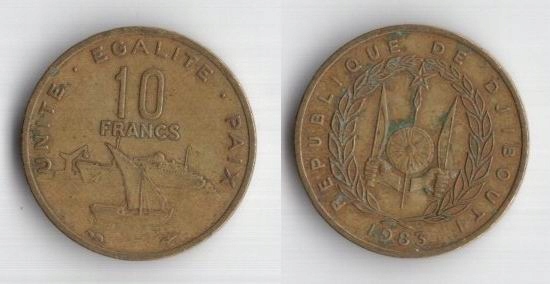 UNITE · EGALITE · PAIX
10
FRANCS
REPUBLIQUE DE DJIBOUTI
1983